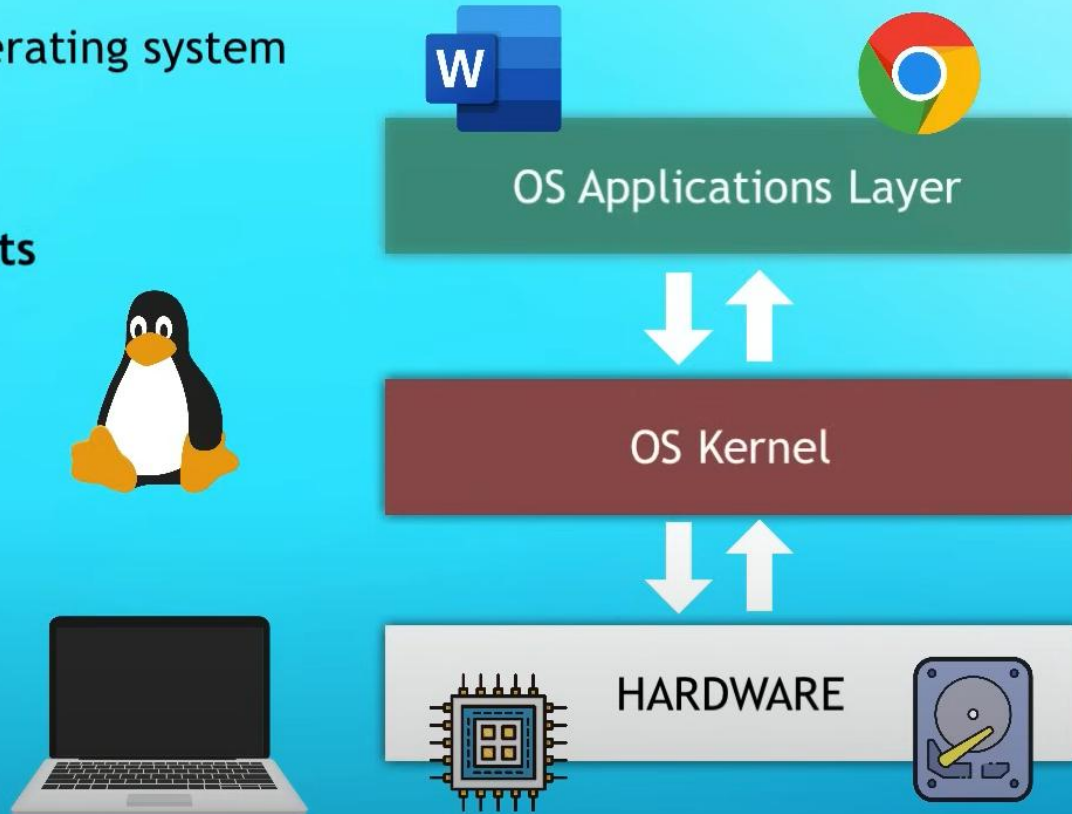 erating system
ts
W
OS Applications Layer
OS Kernel
HARDWARE